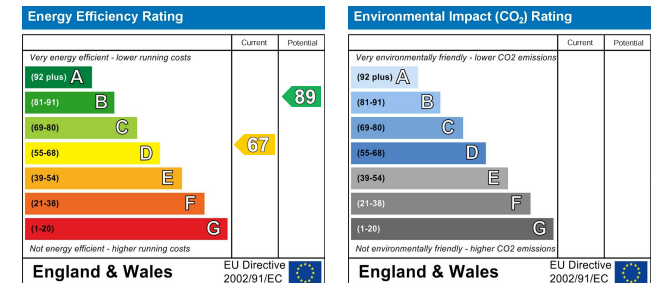 Energy Efficiency Rating
Current Potential
Very energy efficient - lower running costs
(92 plus) A
(81-91) B
89
(69-80) C
67
(55-68) D
(39-54) E
(21-38) F
(1-20) G
Not energy efficient - higher running costs
England & Wales
EU Directive
2002/91/EC
Environmental Impact (CO2) Rating
Current Potential
Very environmentally friendly - lower CO2 emissions
(92 plus) A
(81-91) B
(69-80) C
(55-68) D
(39-54) E
(21-38) F
(1-20) G
Not environmentally friendly - higher CO2 emissions
England & Wales
EU Directive
2002/91/EC